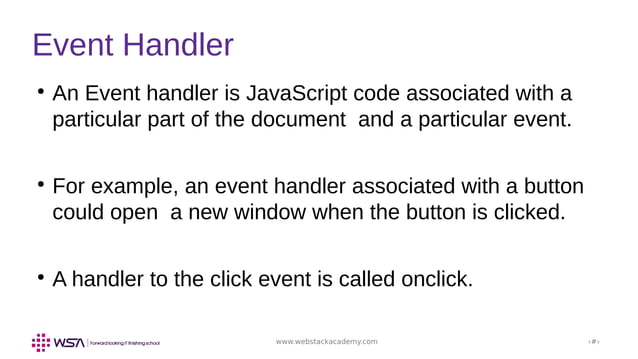 Event Handler
• An Event handler is JavaScript code associated with a
particular part of the document  and a particular event.
• For example, an event handler associated with a button
could open  a new window when the button is clicked.
• A handler to the click event is called onclick.
WSA Forward looking IT finishing school
www.webstackacademy.com
‹#›